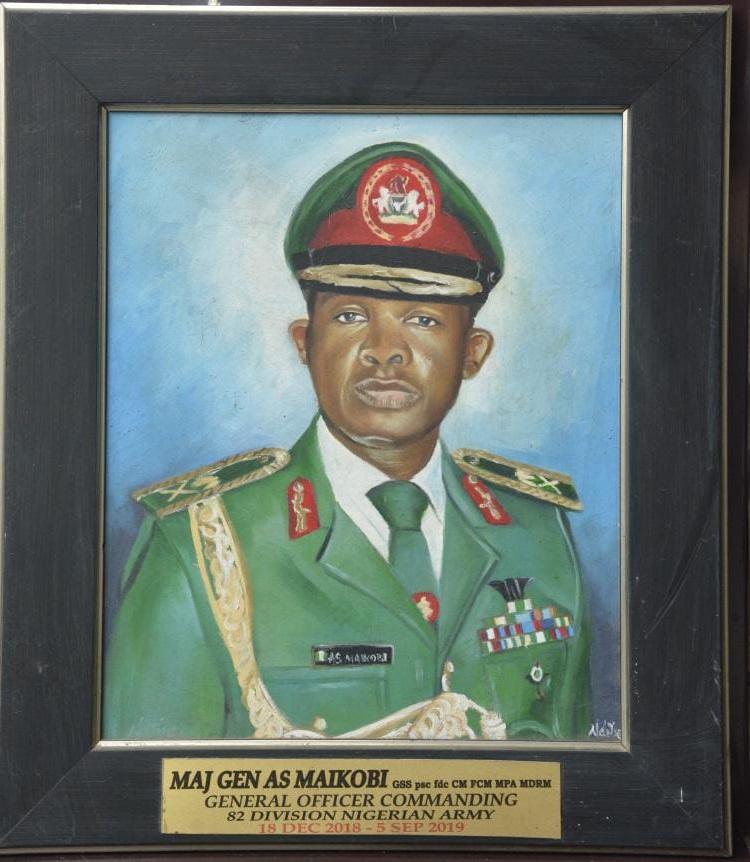 AS MAIKOBI
MAJ GEN AS MAIKOBI GSS psc fdc CM FCM MPA MDRM
GENERAL OFFICER COMMANDING
82 DIVISION NIGERIAN ARMY
18 DEC 2018 - 5 SEP 2019